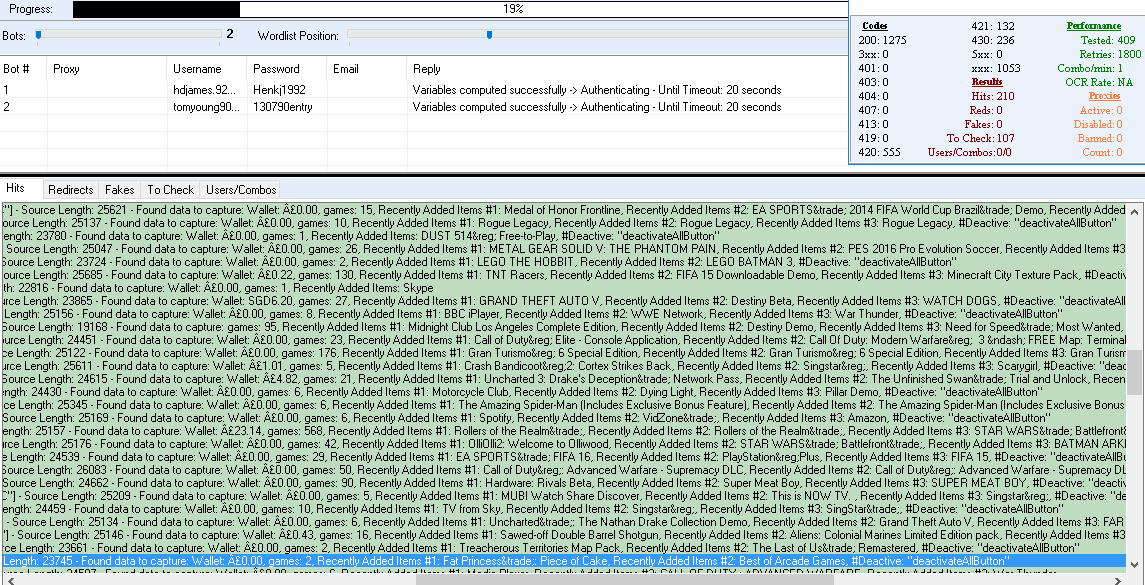 Progress: 19%
Bots: 2 Wordlist Position:
Bot # Proxy Username Password Email Reply
1 hdjames.92... Henkj1992 Variables computed successfully -> Authenticating - Until Timeout: 20 seconds
2 tomyoung90... 130790entry Variables computed successfully -> Authenticating - Until Timeout: 20 seconds
Codes 421: 132 Performance
200: 1275 430: 236 Tested: 409
3xx: 0 5xx: 0 Retries: 1800
401: 0 xxx: 1053 Combo/min: 1
403: 0 Results OCR Rate: NA
404: 0 Hits: 210 Proxies
407: 0 Reds: 0 Active: 0
413: 0 Fakes: 0 Disabled: 0
419: 0 To Check: 107 Banned: 0
420: 555 Users/Combos:0/0 Count: 0
Hits Redirects Fakes To Check Users/Combos
:""] - Source Length: 25621 - Found data to capture: Wallet: Â£0.00, games: 15, Recently Added Items #1: Medal of Honor Frontline, Recently Added Items #2: EA SPORTS&trade; 2014 FIFA World Cup Brazil&trade; Demo, Recently Added
ource Length: 25137 - Found data to capture: Wallet: Â£0.00, games: 10, Recently Added Items #1: Rogue Legacy, Recently Added Items #2: Rogue Legacy, Recently Added Items #3: Rogue Legacy, #Deactive: "deactivateAllButton"
ength: 23780 - Found data to capture: Wallet: Â£0.00, games: 1, Recently Added Items: DUST 514&reg; Free-to-Play, #Deactive: "deactivateAllButton"
Source Length: 25047 - Found data to capture: Wallet: Â£0.00, games: 26, Recently Added Items #1: METAL GEAR SOLID V: THE PHANTOM PAIN, Recently Added Items #2: PES 2016 Pro Evolution Soccer, Recently Added Items #3
Source Length: 23724 - Found data to capture: Wallet: Â£0.00, games: 2, Recently Added Items #1: LEGO THE HOBBIT, Recently Added Items #2: LEGO BATMAN 3, #Deactive: "deactivateAllButton"
ource Length: 25685 - Found data to capture: Wallet: Â£0.22, games: 130, Recently Added Items #1: TNT Racers, Recently Added Items #2: FIFA 15 Downloadable Demo, Recently Added Items #3: Minecraft City Texture Pack, #Deactiv
th: 22816 - Found data to capture: Wallet: Â£0.00, games: 1, Recently Added Items: Skype
ource Length: 23865 - Found data to capture: Wallet: SGD6.20, games: 27, Recently Added Items #1: GRAND THEFT AUTO V, Recently Added Items #2: Destiny Beta, Recently Added Items #3: WATCH DOGS, #Deactive: "deactivateAll
Length: 25156 - Found data to capture: Wallet: Â£0.00, games: 8, Recently Added Items #1: BBC iPlayer, Recently Added Items #2: WWE Network, Recently Added Items #3: War Thunder, #Deactive: "deactivateAllButton"
Source Length: 19168 - Found data to capture: Wallet: Â£0.00, games: 95, Recently Added Items #1: Midnight Club Los Angeles Complete Edition, Recently Added Items #2: Destiny Demo, Recently Added Items #3: Need for Speed&trade; Most Wanted,
urce Length: 24451 - Found data to capture: Wallet: Â£0.00, games: 23, Recently Added Items #1: Call of Duty&reg; Elite - Console Application, Recently Added Items #2: Call Of Duty: Modern Warfare&reg; 3 &ndash; FREE Map: Terminal
ce Length: 25122 - Found data to capture: Wallet: Â£0.00, games: 176, Recently Added Items #1: Gran Turismo&reg; 6 Special Edition, Recently Added Items #2: Gran Turismo&reg; 6 Special Edition, Recently Added Items #3: Gran Turism
rce Length: 25611 - Found data to capture: Wallet: Â£1.01, games: 5, Recently Added Items #1: Crash Bandicoot&reg;2: Cortex Strikes Back, Recently Added Items #2: Singstar&reg;, Recently Added Items #3: Scarygirl, #Deactive: "deac
rce Length: 24615 - Found data to capture: Wallet: Â£4.82, games: 21, Recently Added Items #1: Uncharted 3: Drake's Deception&trade; Network Pass, Recently Added Items #2: The Unfinished Swan&trade; Trial and Unlock, Recen
ength: 24430 - Found data to capture: Wallet: Â£0.00, games: 6, Recently Added Items #1: Motorcycle Club, Recently Added Items #2: Dying Light, Recently Added Items #3: Pillar Demo, #Deactive: "deactivateAllButton"
ce Length: 25345 - Found data to capture: Wallet: Â£0.00, games: 6, Recently Added Items #1: The Amazing Spider-Man (Includes Exclusive Bonus Feature), Recently Added Items #2: The Amazing Spider-Man (Includes Exclusive Bonus
Source Length: 25169 - Found data to capture: Wallet: Â£0.00, games: 6, Recently Added Items #1: Spotify, Recently Added Items #2: VidZone&trade;, Recently Added Items #3: Amazon, #Deactive: "deactivateAllButton"
ength: 25157 - Found data to capture: Wallet: Â£23.14, games: 568, Recently Added Items #1: Rollers of the Realm&trade;, Recently Added Items #2: Rollers of the Realm&trade;, Recently Added Items #3: STAR WARS&trade; Battlefront&
rce Length: 25176 - Found data to capture: Wallet: Â£0.00, games: 42, Recently Added Items #1: OlliOlli2: Welcome to Olliwood, Recently Added Items #2: STAR WARS&trade; Battlefront&trade;, Recently Added Items #3: BATMAN ARKI
e Length: 24539 - Found data to capture: Wallet: Â£0.00, games: 29, Recently Added Items #1: EA SPORTS&trade; FIFA 16, Recently Added Items #2: PlayStation&reg;Plus, Recently Added Items #3: FIFA 15, #Deactive: "deactivateAllBu
Source Length: 26083 - Found data to capture: Wallet: Â£0.00, games: 50, Recently Added Items #1: Call of Duty&reg;: Advanced Warfare - Supremacy DLC, Recently Added Items #2: Call of Duty&reg;: Advanced Warfare - Supremacy DL
Source Length: 24662 - Found data to capture: Wallet: Â£0.00, games: 90, Recently Added Items #1: Hardware: Rivals Beta, Recently Added Items #2: Super Meat Boy, Recently Added Items #3: SUPER MEAT BOY, #Deactive: "deactiv
C"] - Source Length: 25209 - Found data to capture: Wallet: Â£0.00, games: 5, Recently Added Items #1: MUBI Watch Share Discover, Recently Added Items #2: This is NOW TV. , Recently Added Items #3: Singstar&reg;, #Deactive: "de
ength: 24459 - Found data to capture: Wallet: Â£0.00, games: 10, Recently Added Items #1: TV from Sky, Recently Added Items #2: Singstar&reg;, Recently Added Items #3: SingStar&trade;, #Deactive: "deactivateAllButton"
- Source Length: 25134 - Found data to capture: Wallet: Â£0.00, games: 6, Recently Added Items #1: Uncharted&trade;: The Nathan Drake Collection Demo, Recently Added Items #2: Grand Theft Auto V, Recently Added Items #3: FAR
"] - Source Length: 25146 - Found data to capture: Wallet: Â£0.43, games: 16, Recently Added Items #1: Sawed-off Double Barrel Shotgun, Recently Added Items #2: Aliens: Colonial Marines Limited Edition pack, Recently Added Items #3
ce Length: 23661 - Found data to capture: Wallet: Â£0.00, games: 2, Recently Added Items #1: Treacherous Territories Map Pack, Recently Added Items #2: The Last of Us&trade; Remastered, #Deactive: "deactivateAllButton"
Length: 23745 - Found data to capture: Wallet: Â£0.00, games: 2, Recently Added Items #1: Fat Princess&trade;: Piece of Cake, Recently Added Items #2: Best of Arcade Games, #Deactive: "deactivateAllButton"